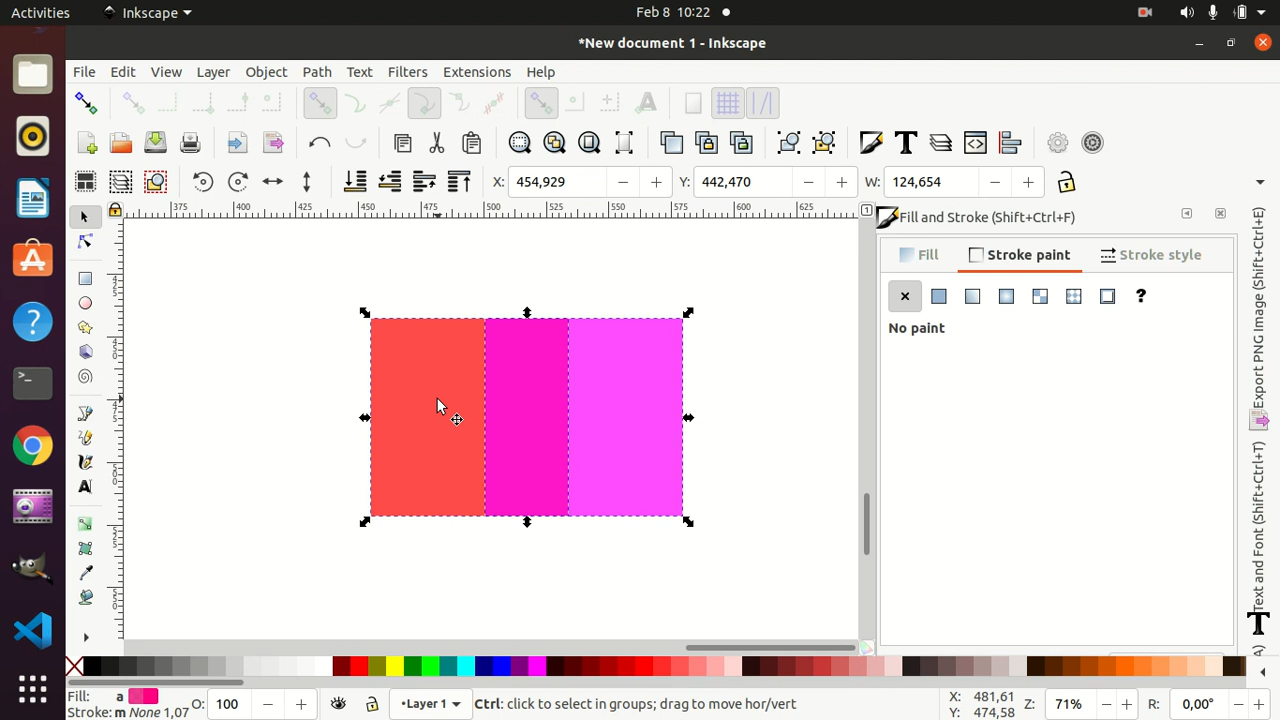 Activities
Inkscape
Feb 8 10:22
*New document 1 - Inkscape
File Edit View Layer Object Path Text Filters Extensions Help
X: 454,929 Y: 442,470 W: 124,654
375 400 425 450 475 500 525 550 575 600 625
1
Fill and Stroke (Shift+Ctrl+F)
Fill Stroke paint Stroke style
No paint
Export PNG Image (Shift+Ctrl+E)
Text and Font (Shift+Ctrl+T)
Fill: a
Stroke: m None 1,07
O: 100
•Layer 1
Ctrl: click to select in groups; drag to move hor/vert
X: 481,61
Y: 474,58
Z: 71%
R: 0,00°